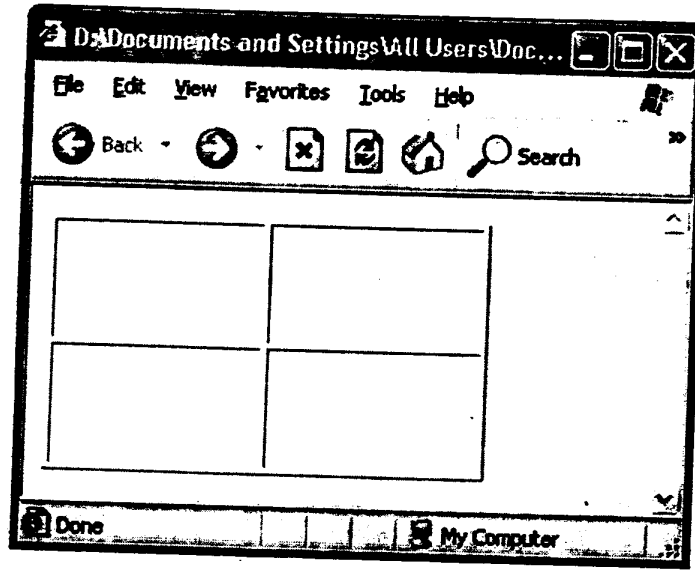 D:\Documents and Settings\All Users\Doc...
File Edit View Favorites Tools Help
Back Search
Done My Computer